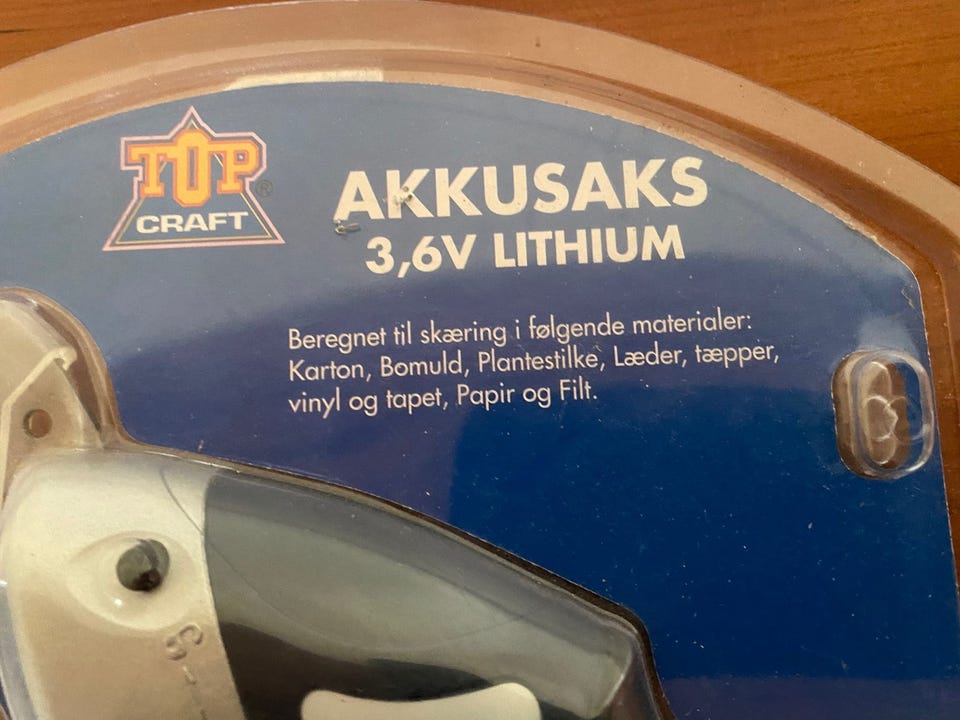 TOP
CRAFT
®
AKKUSAKS
3,6V LITHIUM
Beregnet til skæring i følgende materialer:
Karton, Bomuld, Plantestilke, Læder, tæpper,
vinyl og tapet, Papir og Filt.